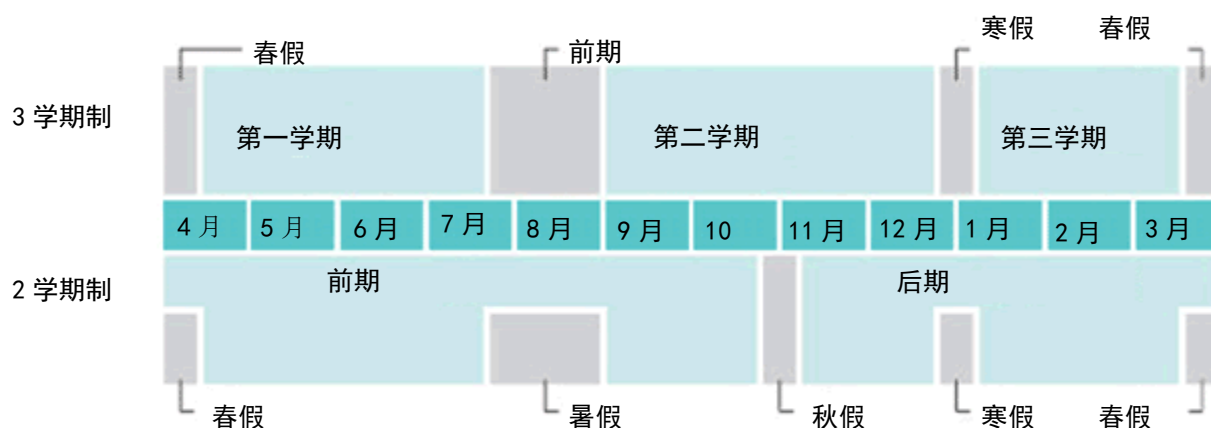 寒假 春假
春假 前期
3 学期制
第一学期 第二学期 第三学期
4 月 5 月 6 月 7 月 8 月 9 月 10 11 月 12 月 1 月 2 月 3 月
2 学期制
前期 后期
春假 暑假 秋假 寒假 春假